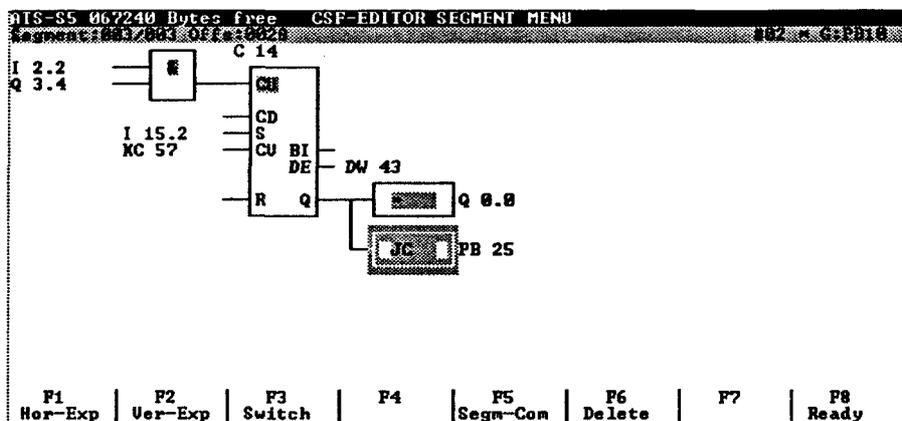 ATS-S5 067240 Bytes free CSF-EDITOR SEGMENT MENU
Segment:003/003 Offs:0020 #02 * G:PB10
C 14
I 2.2
Q 3.4
CU
CD
I 15.2 S
KC 57 CU BI
DE DW 43
R Q = Q 0.0
JC PB 25
F1 F2 F3 F4 F5 F6 F7 F8
Hor-Exp Ver-Exp Switch Segm-Com Delete Ready